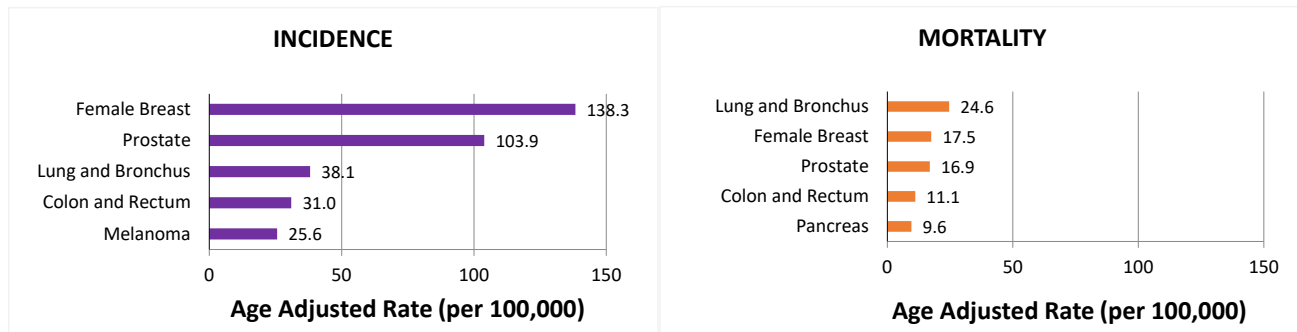 INCIDENCE
Female Breast 138.3
Prostate 103.9
Lung and Bronchus 38.1
Colon and Rectum 31.0
Melanoma 25.6
0 50 100 150
Age Adjusted Rate (per 100,000)
MORTALITY
Lung and Bronchus 24.6
Female Breast 17.5
Prostate 16.9
Colon and Rectum 11.1
Pancreas 9.6
0 50 100 150
Age Adjusted Rate (per 100,000)